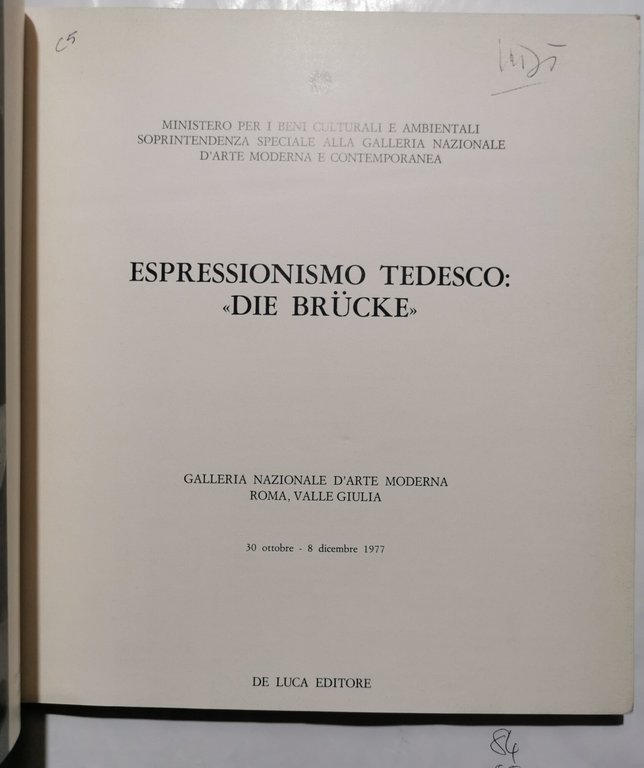 C5
MINISTERO PER I BENI CULTURALI E AMBIENTALI
SOPRINTENDENZA SPECIALE ALLA GALLERIA NAZIONALE
D'ARTE MODERNA E CONTEMPORANEA
ESPRESSIONISMO TEDESCO:
«DIE BRÜCKE»
GALLERIA NAZIONALE D'ARTE MODERNA
ROMA, VALLE GIULIA
30 ottobre - 8 dicembre 1977
DE LUCA EDITORE
84